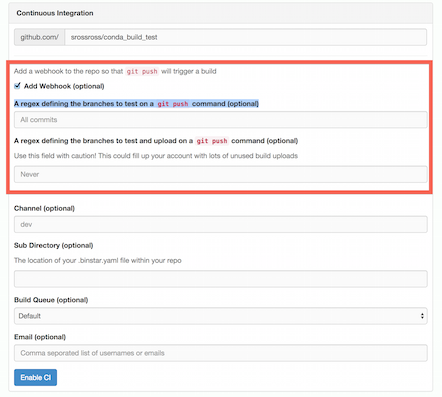 Continuous Integration
github.com/ srossross/conda_build_test
Add a webhook to the repo so that git push will trigger a build
Add Webhook (optional)
A regex defining the branches to test on a git push command (optional)
All commits
A regex defining the branches to test and upload on a git push command (optional)
Use this field with caution! This could fill up your account with lots of unused build uploads
Never
Channel (optional)
dev
Sub Directory (optional)
The location of your .binstar.yaml file within your repo
Build Queue (optional)
Default
Email (optional)
Comma seporated list of usernames or emails
Enable CI